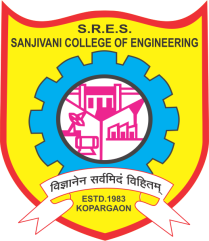 S.R.E.S.
SANJIVANI COLLEGE OF ENGINEERING
विज्ञानेन सर्वमिदं विहितम्
ESTD.1983
KOPARGAON